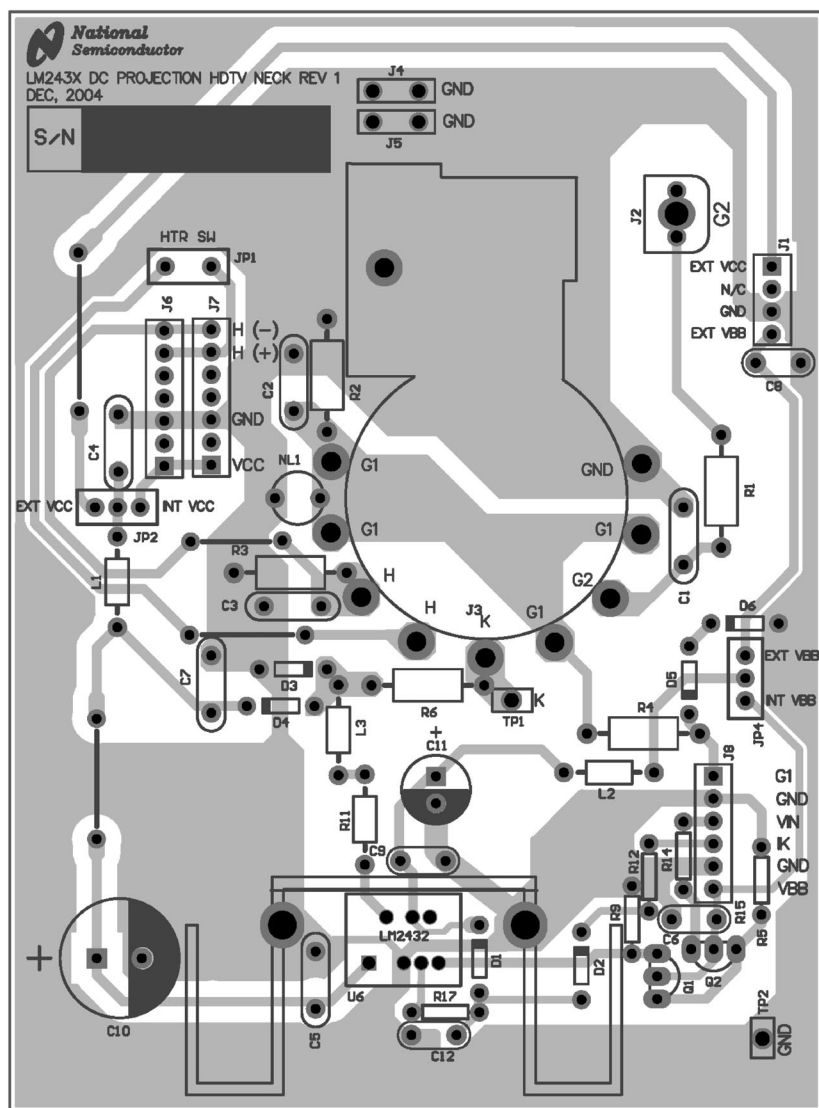 National
Semiconductor
LM243X DC PROJECTION HDTV NECK REV 1
DEC, 2004
S/N
J4
GND
J5
GND
J2
G2
J1
EXT VCC
N/C
GND
EXT VBB
C8
HTR SW
JP1
J6
J7
H (-)
H (+)
GND
VCC
C4
C2
R2
NL1
G1
G1
GND
G1
G2
G1
H
H
K
J3
R1
C1
EXT VCC
INT VCC
JP2
L1
R3
C3
C7
D3
D4
L3
R6
K
TP1
D6
EXT VBB
INT VBB
JP4
D5
R4
+
C11
L2
J8
G1
GND
VIN
IK
GND
VBB
R11
C9
R12
R14
R15
R9
C6
R5
LM2432
U6
D1
D2
Q1
Q2
R17
C12
C5
+
C10
TP2
GND